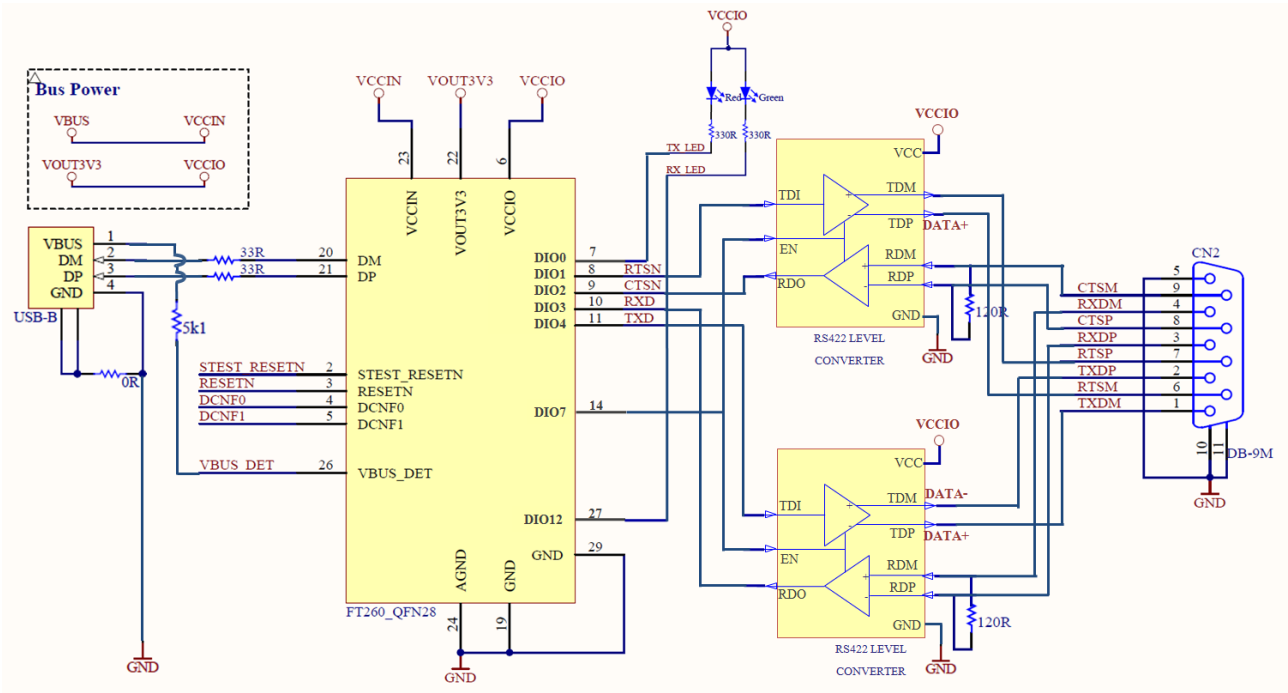 VCCIO
Bus Power
VBUS VCCIN
VOUT3V3 VCCIO
VCCIN VOUT3V3 VCCIO
23 22 6
VCCIN VOUT3V3 VCCIO
Red Green
330R 330R
TX_LED
RX_LED
VBUS 1
DM 2
DP 3
GND 4
USB-B
33R
33R
5k1
0R
GND
20 DM
21 DP
STEST_RESETN 2 STEST_RESETN
RESETN 3 RESETN
DCNF0 4 DCNF0
DCNF1 5 DCNF1
VBUS_DET 26 VBUS_DET
DIO0 7
DIO1 8 RTSN
DIO2 9 CTSN
DIO3 10 RXD
DIO4 11 TXD
DIO7 14
DIO12 27
GND 29
AGND GND
FT260_QFN28
24 19
GND
VCCIO
VCC
TDI TDM
TDP DATA+
EN
RDM
RDP
RDO
GND
120R
RS422 LEVEL
CONVERTER
GND
+
-
+
-
VCCIO
VCC
TDM DATA-
TDI
TDP DATA+
EN
RDM
RDP
RDO
GND
120R
RS422 LEVEL
CONVERTER
GND
+
-
+
-
CN2
5
CTSM 9
RXDM 4
CTSP 8
RXDP 3
RTSP 7
TXDP 2
RTSM 6
TXDM 1
10 11
DB-9M
GND